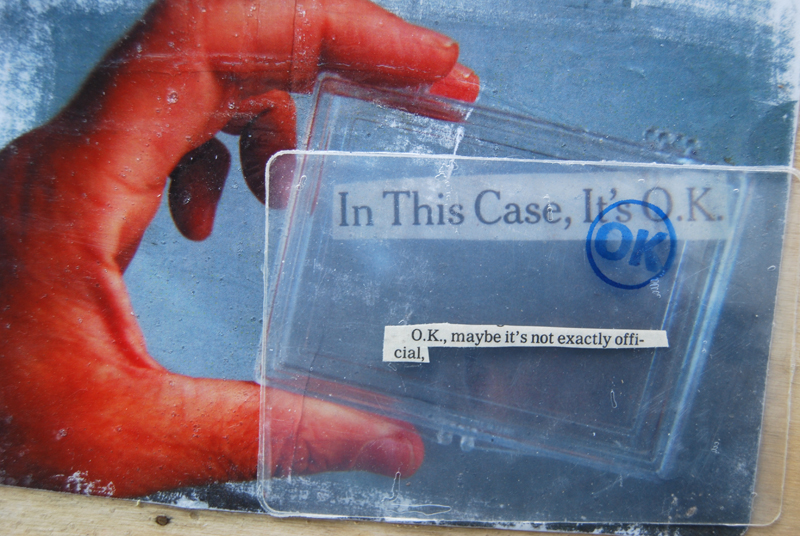 In This Case, It's O.K.
OK
O.K., maybe it's not exactly offi-
cial,